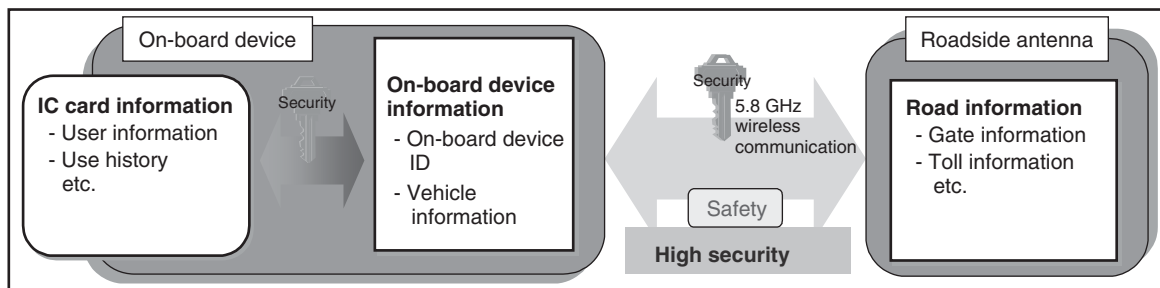 On-board device
IC card information
- User information
- Use history
etc.
Security
On-board device
information
- On-board device
ID
- Vehicle
information
Security
5.8 GHz
wireless
communication
Safety
High security
Roadside antenna
Road information
- Gate information
- Toll information
etc.